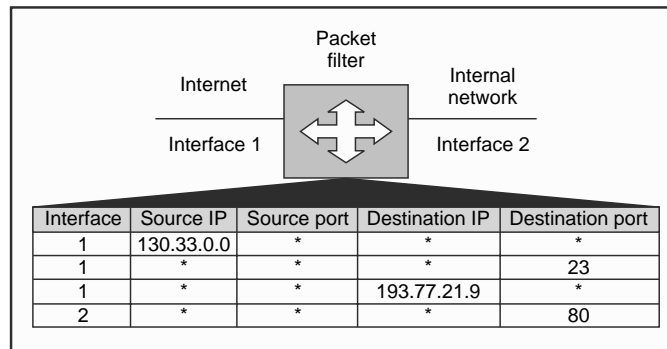 Packet
filter
Internet
Internal
network
Interface 1
Interface 2
Interface Source IP Source port Destination IP Destination port
1 130.33.0.0 * * *
1 * * * 23
1 * * 193.77.21.9 *
2 * * * 80